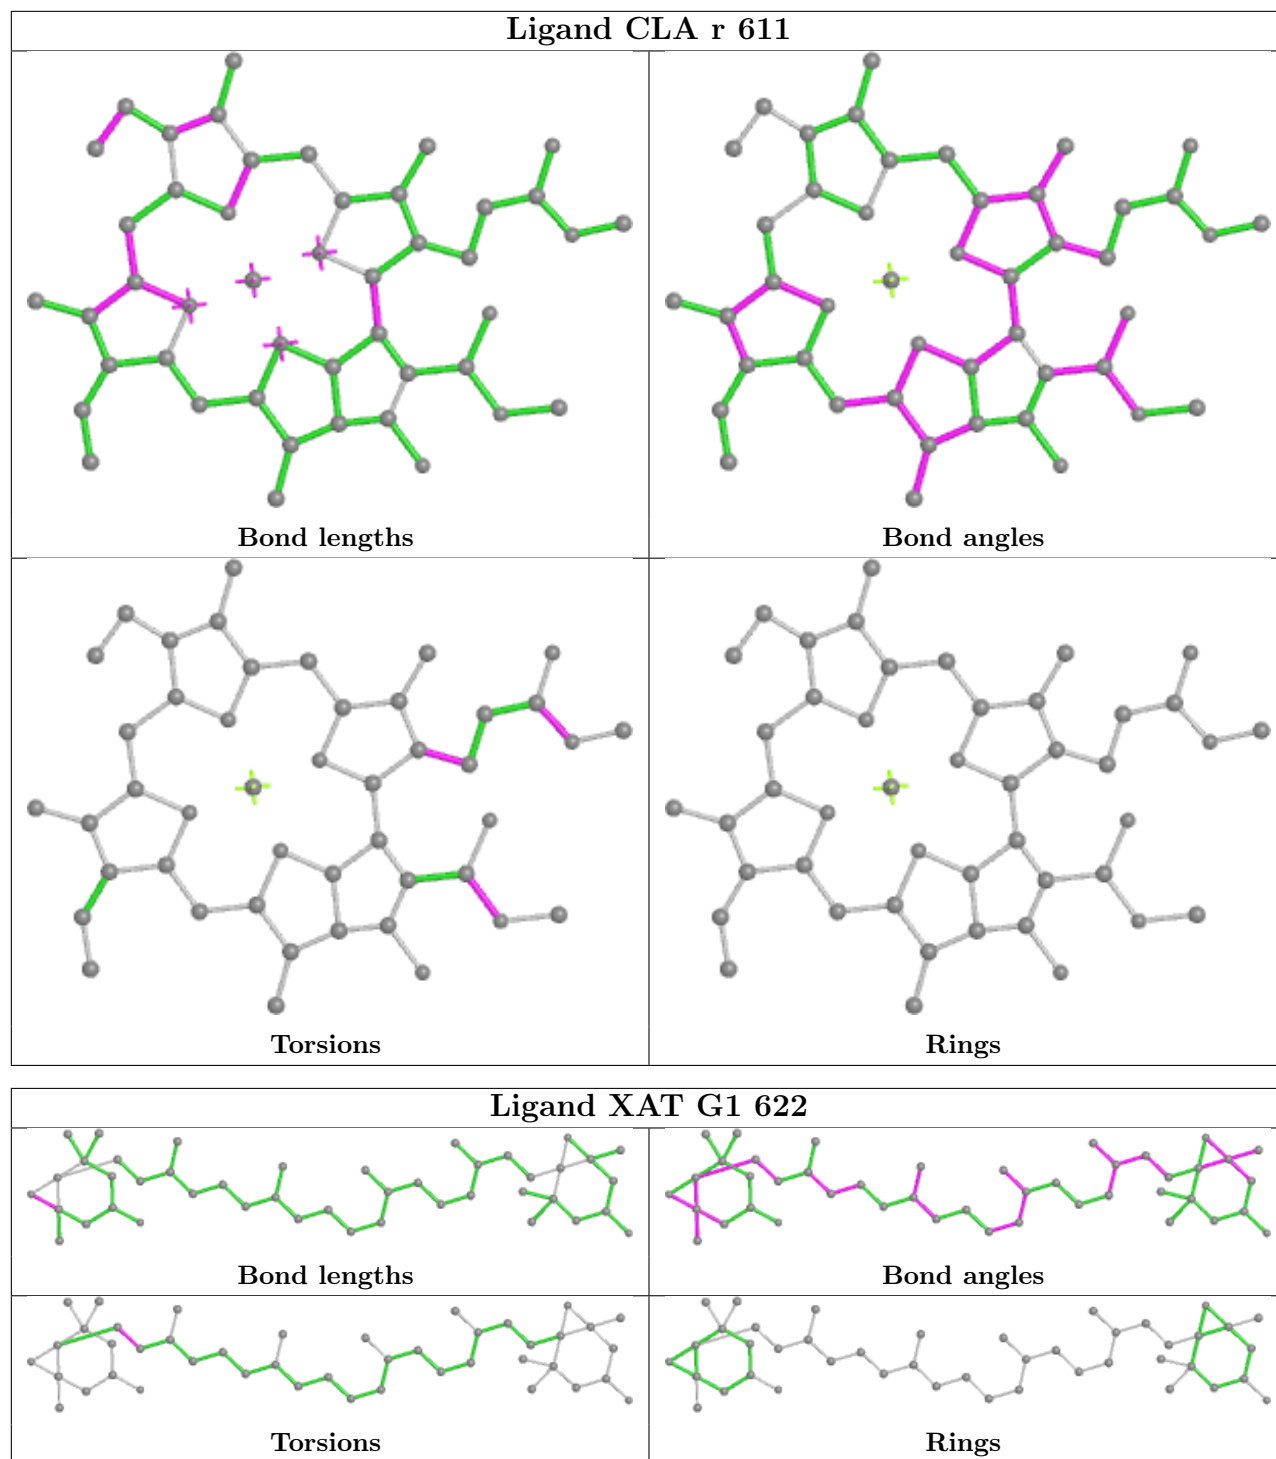 Ligand CLA r 611
Bond lengths
Bond angles
Torsions
Rings
Ligand XAT G1 622
Bond lengths
Bond angles
Torsions
Rings